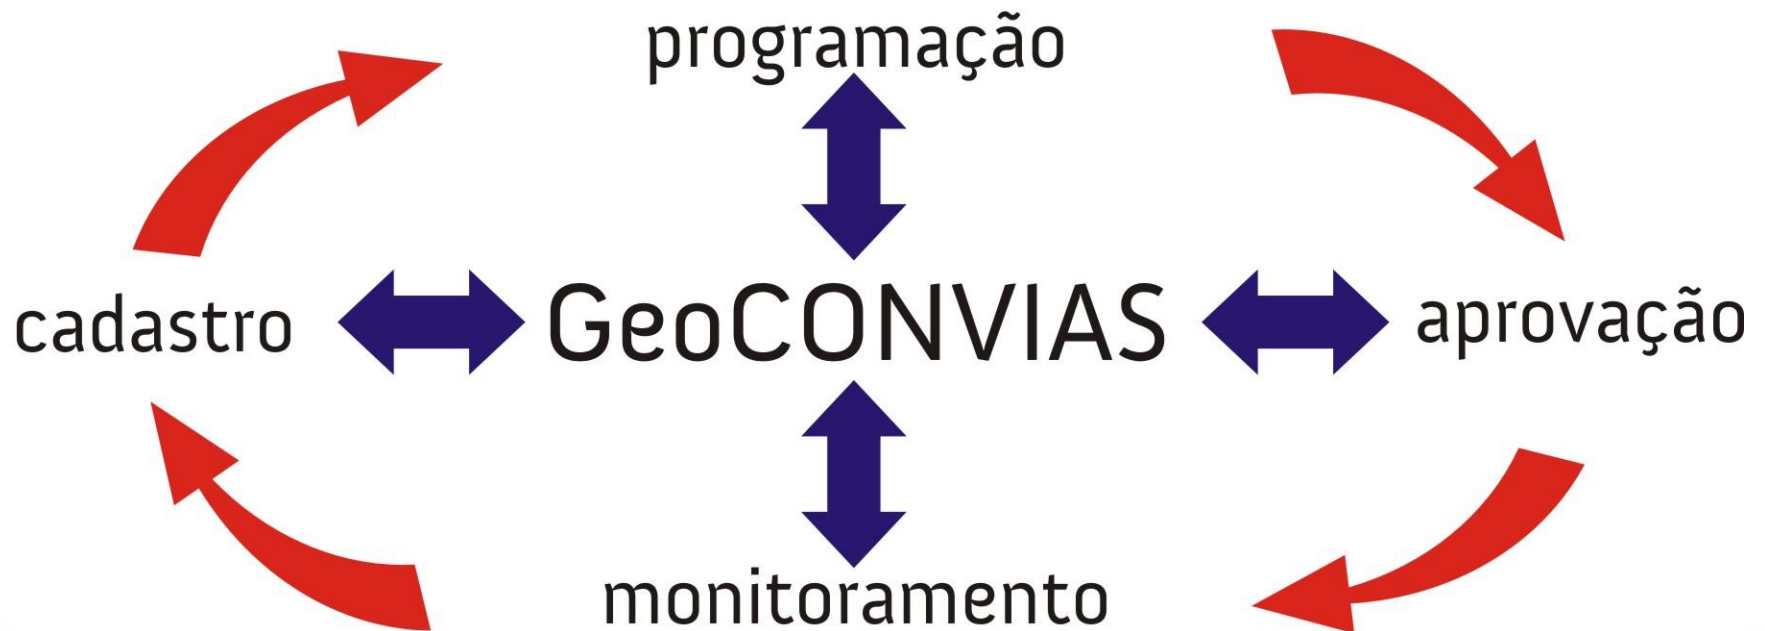 programação
cadastro
GeoCONVIAS
aprovação
monitoramento